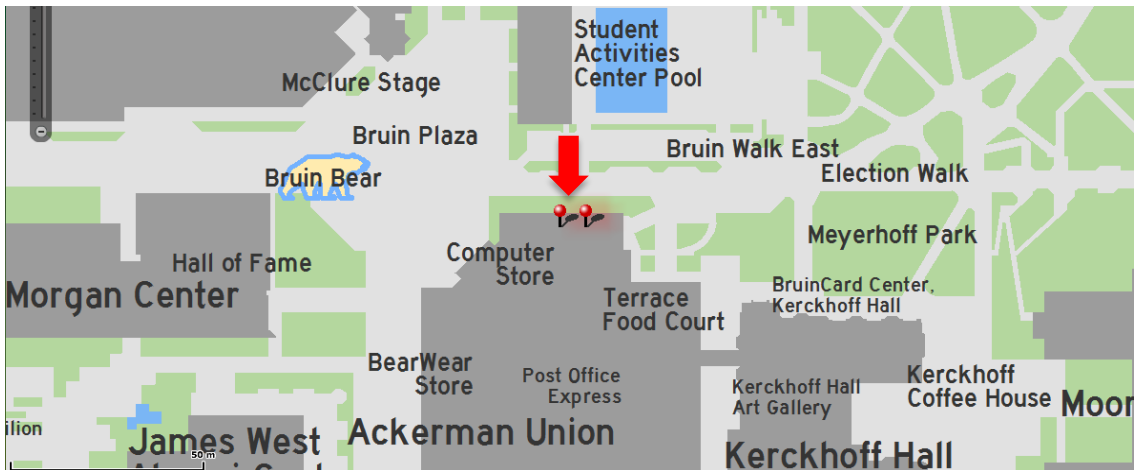 Student
Activities
Center Pool
McClure Stage
Bruin Plaza
Bruin Walk East
Election Walk
Bruin Bear
Meyerhoff Park
Computer
Store
Hall of Fame
Morgan Center
BruinCard Center,
Kerckhoff Hall
Terrace
Food Court
BearWear
Store
Post Office
Express
Kerckhoff Hall
Art Gallery
Kerckhoff
Coffee House
Moor
ilion
James West
Ackerman Union
Kerckhoff Hall
50 m